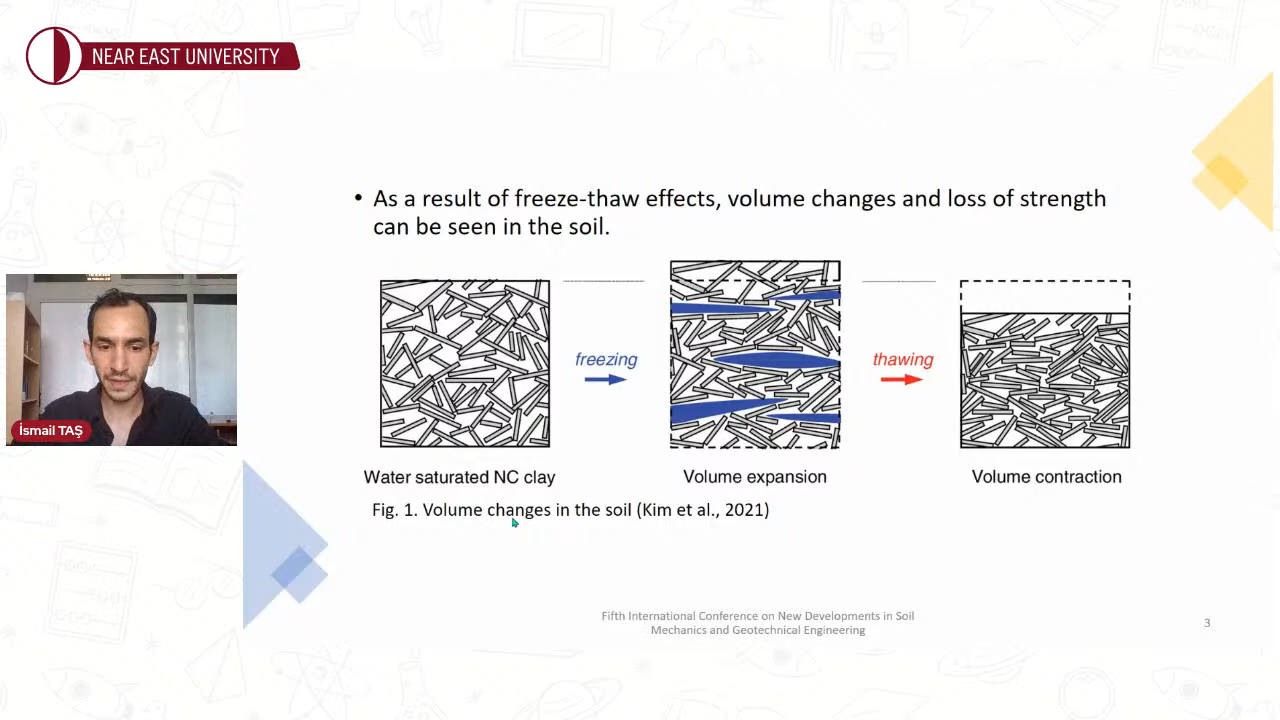 NEAR EAST UNIVERSITY
• As a result of freeze-thaw effects, volume changes and loss of strength
can be seen in the soil.
freezing
thawing
İsmail TAŞ
Water saturated NC clay
Volume expansion
Volume contraction
Fig. 1. Volume changes in the soil (Kim et al., 2021)
Fifth International Conference on New Developments in Soil
Mechanics and Geotechnical Engineering
3